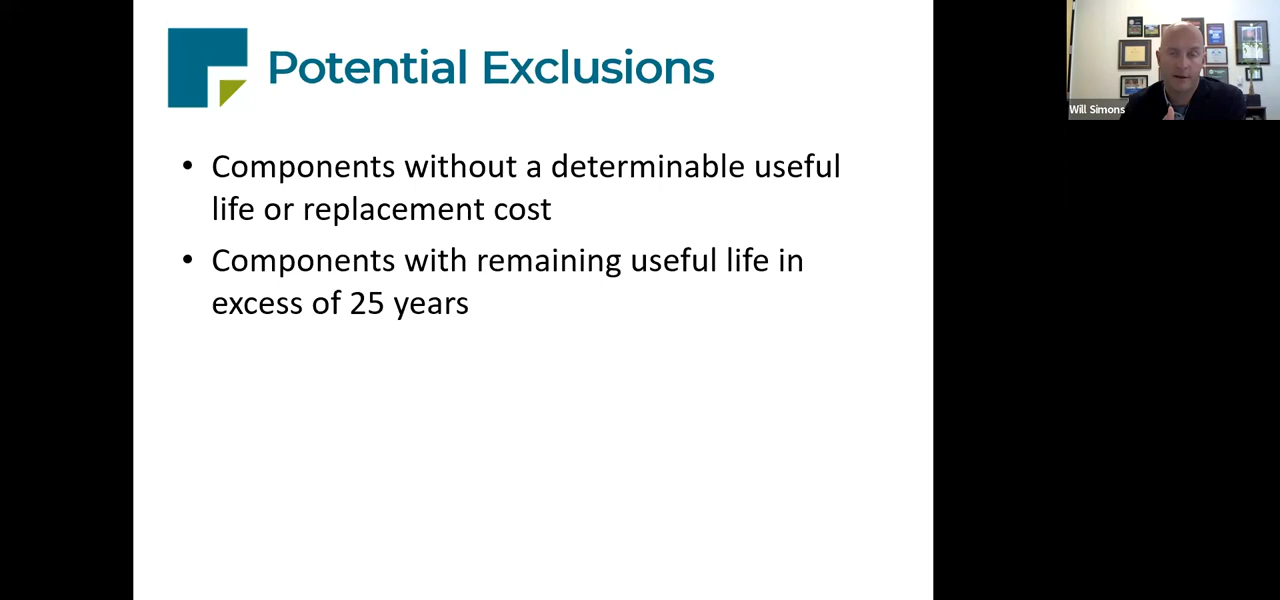 Potential Exclusions
• Components without a determinable useful
life or replacement cost
• Components with remaining useful life in
excess of 25 years
Will Simons